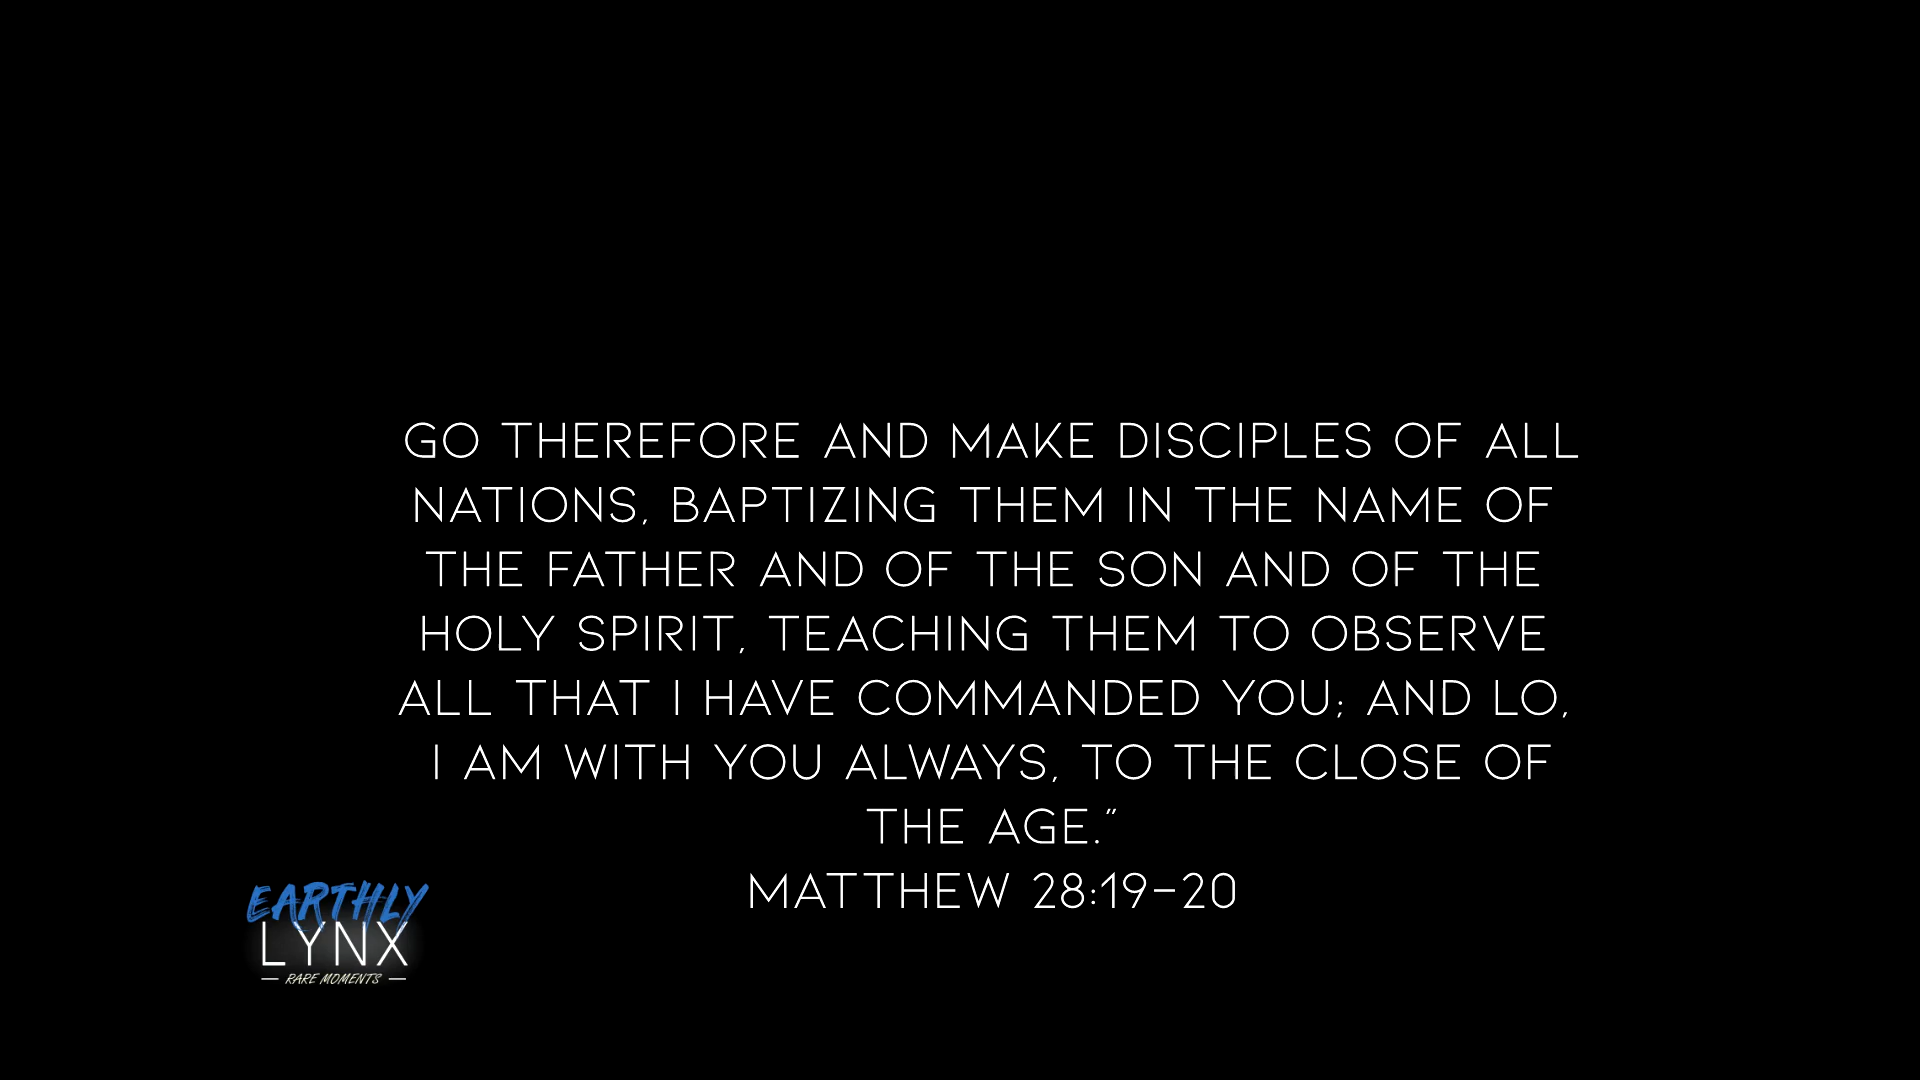 GO THEREFORE AND MAKE DISCIPLES OF ALL
NATIONS, BAPTIZING THEM IN THE NAME OF
THE FATHER AND OF THE SON AND OF THE
HOLY SPIRIT, TEACHING THEM TO OBSERVE
ALL THAT I HAVE COMMANDED YOU; AND LO,
I AM WITH YOU ALWAYS, TO THE CLOSE OF
THE AGE.”
MATTHEW 28:19-20
EARTHLY
LYNX
— RARE MOMENTS —